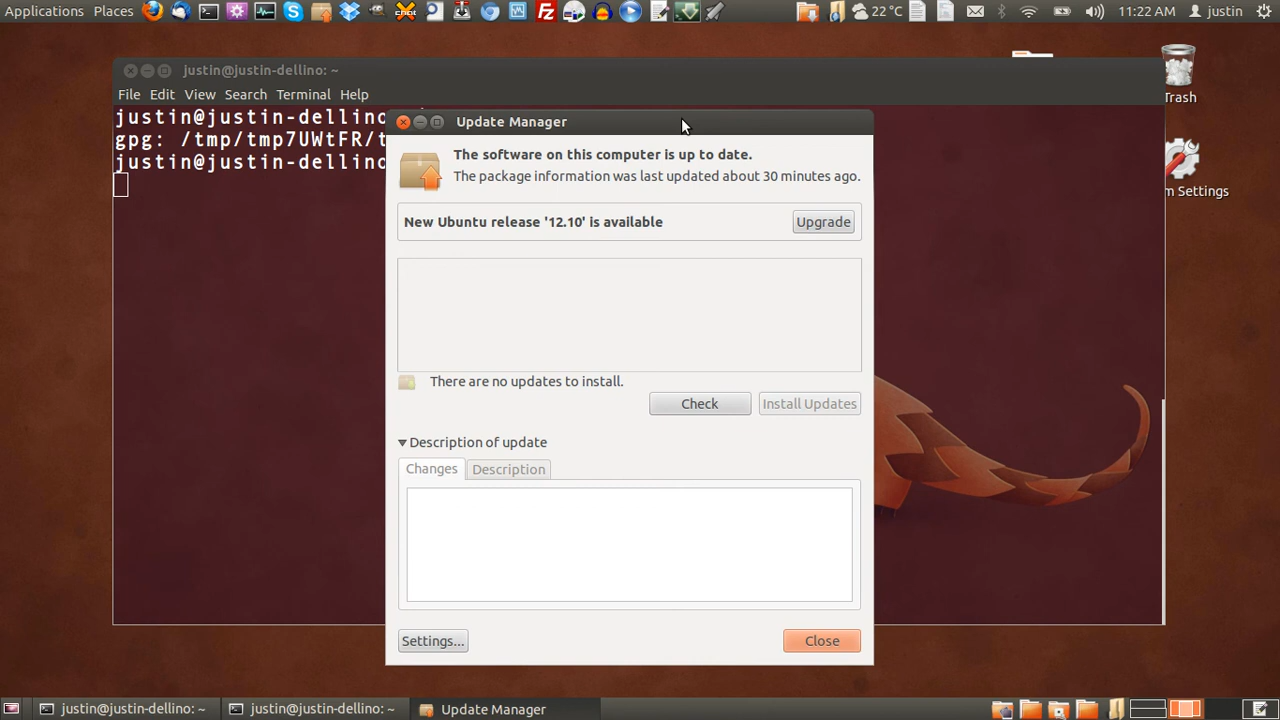 Applications Places 22 °C 11:22 AM justin
justin@justin-dellino: ~
File Edit View Search Terminal Help
justin@justin-dellino
gpg: /tmp/tmp7UWtFR/t
justin@justin-dellino
Update Manager
The software on this computer is up to date.
The package information was last updated about 30 minutes ago.
New Ubuntu release '12.10' is available Upgrade
There are no updates to install.
Check Install Updates
Description of update
Changes Description
Settings... Close
Trash
m Settings
justin@justin-dellino: ~ justin@justin-dellino: ~ Update Manager